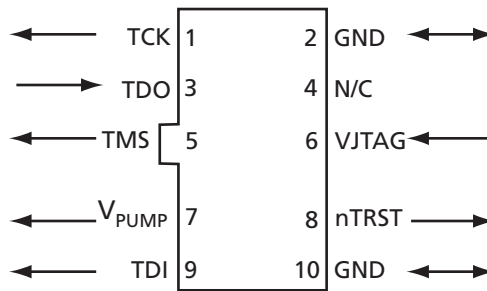 TCK 1 2 GND
TDO 3 4 N/C
TMS 5 6 VJTAG
VPUMP 7 8 nTRST
TDI 9 10 GND